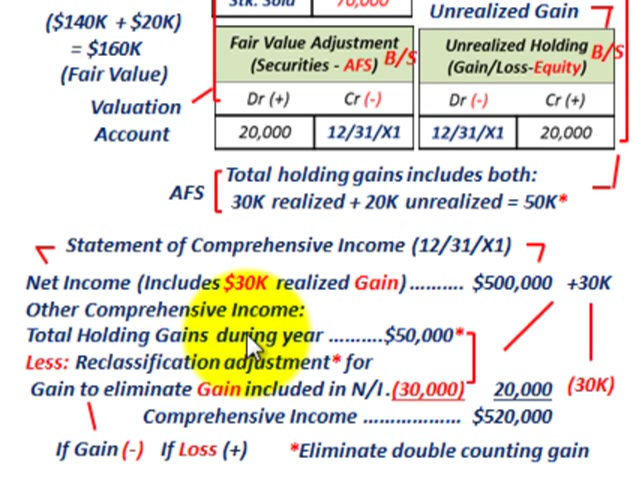 Stk. Sold 70,000
Unrealized Gain
($140K + $20K)
= $160K
(Fair Value)
Valuation
Account
Fair Value Adjustment
(Securities - AFS) B/S
Dr (+) Cr (-)
20,000 12/31/X1
Unrealized Holding B/S
(Gain/Loss-Equity)
Dr (-) Cr (+)
12/31/X1 20,000
AFS
Total holding gains includes both:
30K realized + 20K unrealized = 50K*
Statement of Comprehensive Income (12/31/X1)
Net Income (Includes $30K realized Gain).......... $500,000 +30K
Other Comprehensive Income:
Total Holding Gains during year ..........$50,000*
Less: Reclassification adjustment* for
Gain to eliminate Gain included in N/I.(30,000) 20,000 (30K)
Comprehensive Income .................... $520,000
If Gain (-) If Loss (+) *Eliminate double counting gain